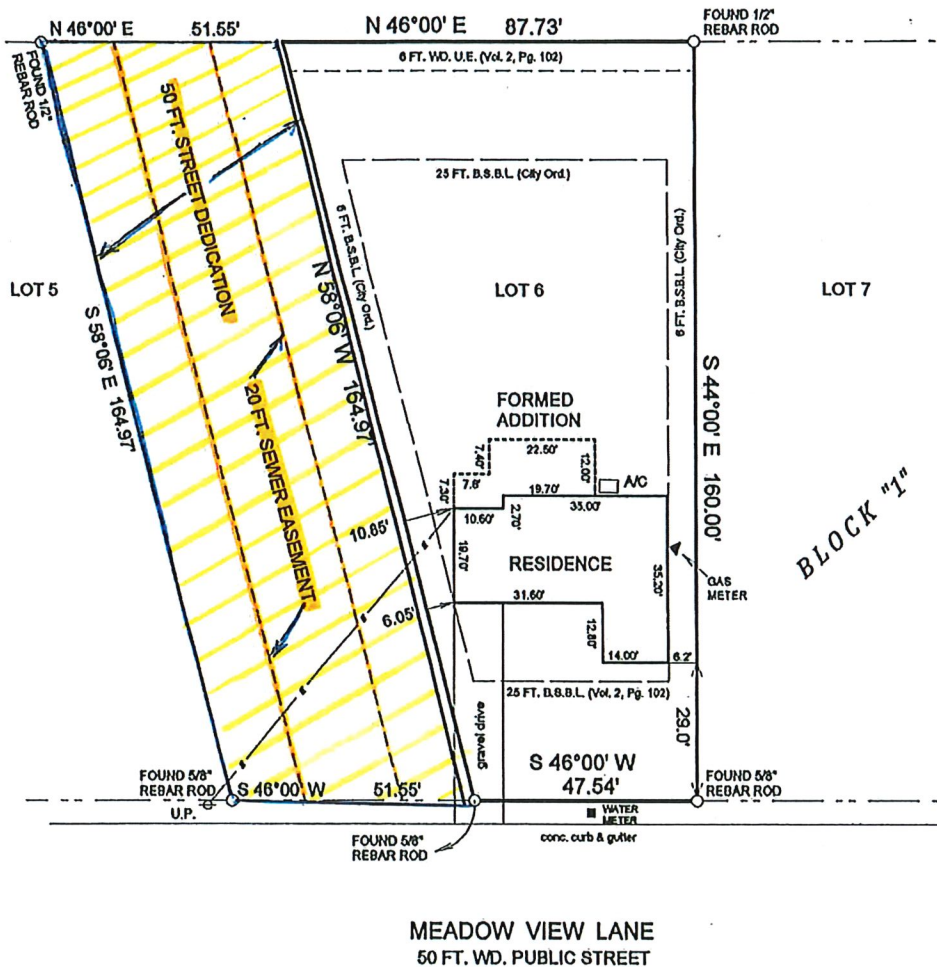 N 46°00' E 51.55'
N 46°00' E 87.73'
FOUND 1/2"
REBAR ROD
FOUND 1/2"
REBAR ROD
6 FT. WD. U.E. (Vol. 2, Pg. 102)
50 FT. STREET DEDICATION
25 FT. B.S.B.L. (City Ord.)
5 FT. B.S.B.L. (City Ord.)
6 FT. B.S.B.L. (City Ord.)
LOT 5
LOT 6
LOT 7
S 58°06' E 164.97'
N 58°06' W 164.97'
S 44°00' E 160.00'
20 FT. SEWER EASEMENT
FORMED
ADDITION
7.40'
22.50'
12.00'
7.30'
7.6'
19.70'
A/C
35.00'
10.60'
2.70'
10.85'
BLOCK "1"
19.70'
RESIDENCE
35.20'
GAS
METER
31.60'
6.05'
12.80'
14.00'
6.2'
25 FT. B.S.B.L. (Vol. 2, Pg. 102)
gravel drive
29.0'
S 46°00' W
47.54'
FOUND 5/8"
REBAR ROD
S 46°00' W 51.55'
FOUND 5/8"
REBAR ROD
U.P.
WATER
METER
FOUND 5/8"
REBAR ROD
conc. curb & gutter
MEADOW VIEW LANE
50 FT. WD. PUBLIC STREET